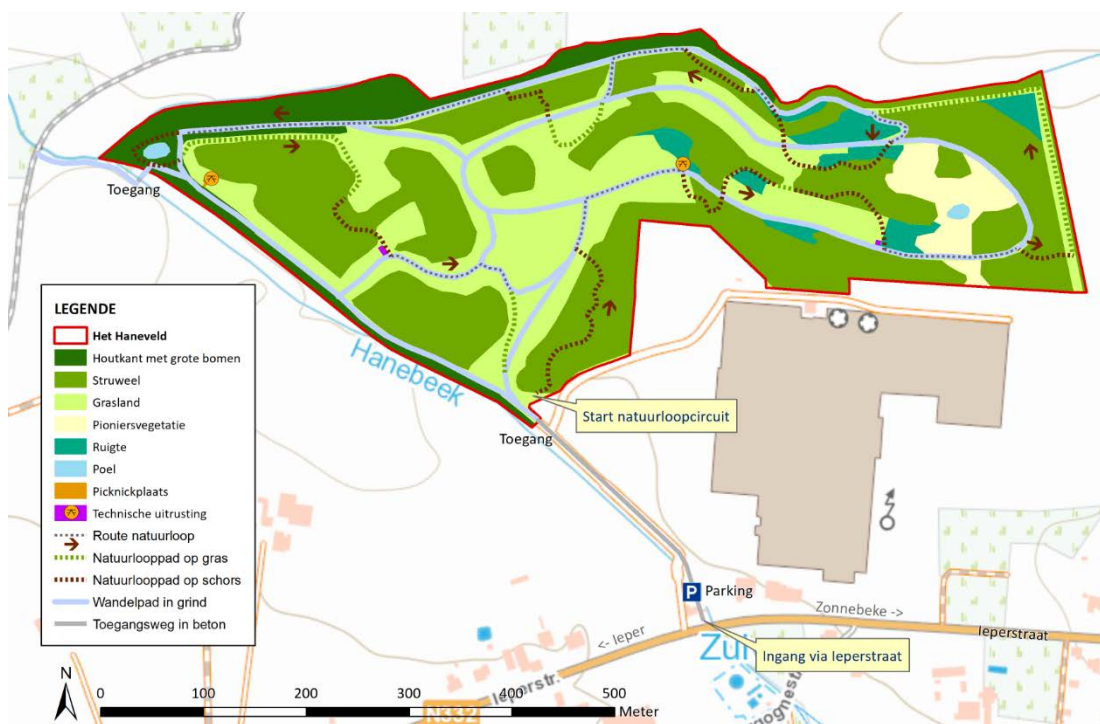 Toegang
LEGENDE
Het Haneveld
Houtkant met grote bomen
Struweel
Grasland
Pioniersvegetatie
Ruigte
Poel
Picknickplaats
Technische uitrusting
Route natuurloop
Natuurlooppad op gras
Natuurlooppad op schors
Wandelpad in grind
Toegangsweg in beton
Hanebeek
Start natuurloopcircuit
Toegang
P Parking
Zonnebeke ->
<- Ieper
Ieperstraat
Ingang via Ieperstraat
Ieperstr.
N332
N
0 100 200 300 400 500
Meter